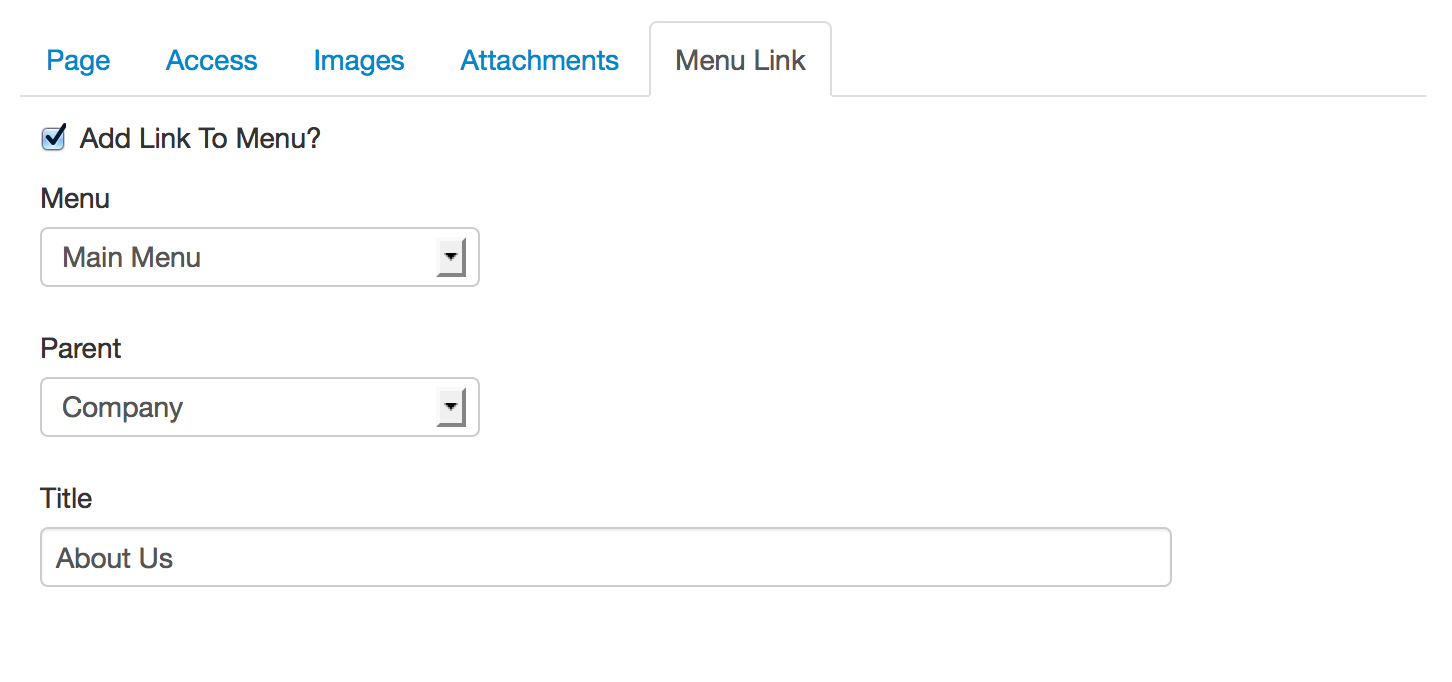 Page Access Images Attachments Menu Link
Add Link To Menu?
Menu
Main Menu
Parent
Company
Title
About Us